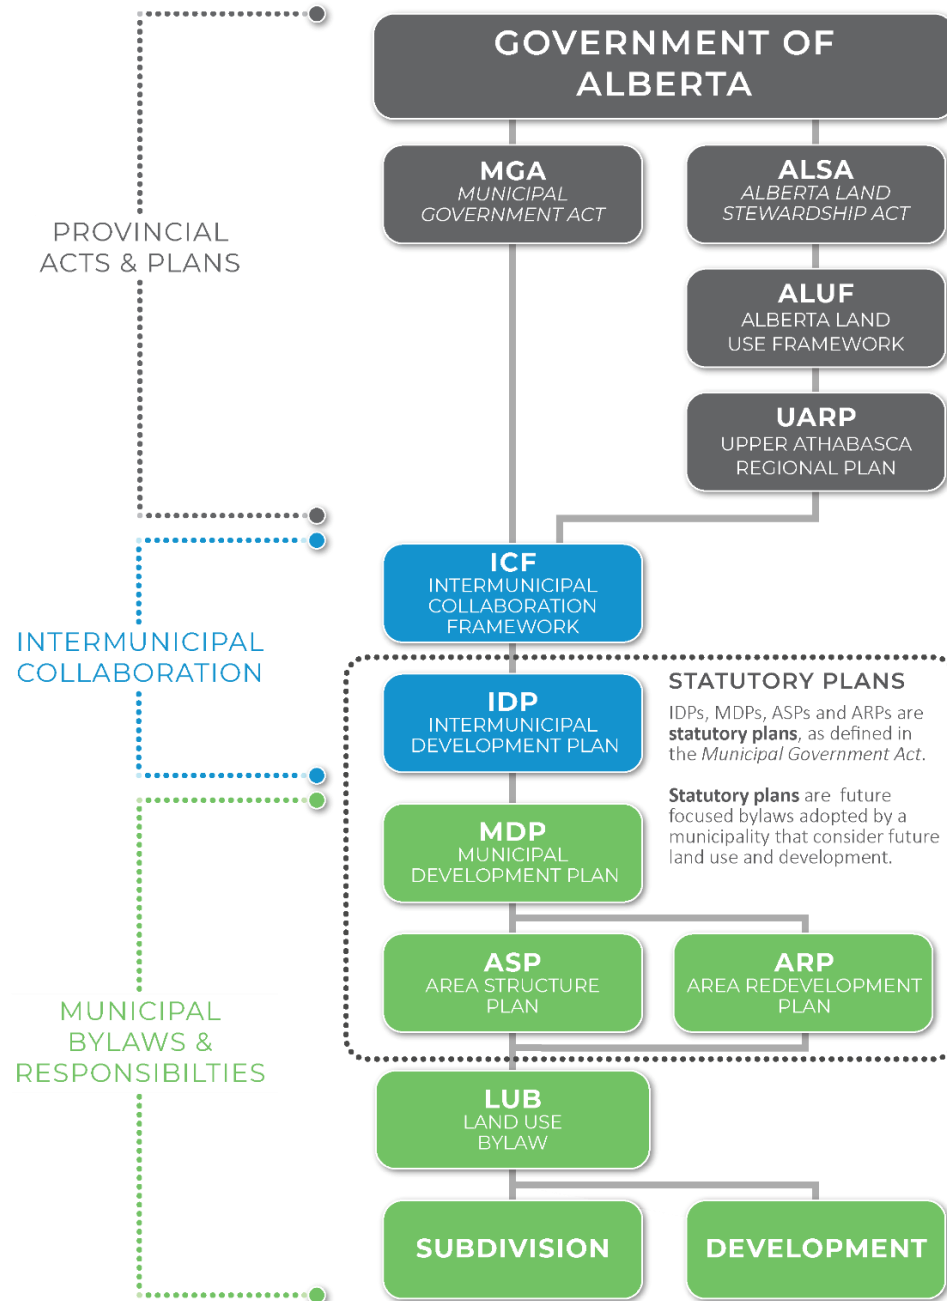 GOVERNMENT OF
ALBERTA
MGA
MUNICIPAL
GOVERNMENT ACT
ALSA
ALBERTA LAND
STEWARDSHIP ACT
PROVINCIAL
ACTS & PLANS
ALUF
ALBERTA LAND
USE FRAMEWORK
UARP
UPPER ATHABASCA
REGIONAL PLAN
ICF
INTERMUNICIPAL
COLLABORATION
FRAMEWORK
INTERMUNICIPAL
COLLABORATION
IDP
INTERMUNICIPAL
DEVELOPMENT PLAN
STATUTORY PLANS
IDPs, MDPs, ASPs and ARPs are
statutory plans, as defined in
the Municipal Government Act.
Statutory plans are future
focused bylaws adopted by a
municipality that consider future
land use and development.
MDP
MUNICIPAL
DEVELOPMENT PLAN
ASP
AREA STRUCTURE
PLAN
ARP
AREA REDEVELOPMENT
PLAN
MUNICIPAL
BYLAWS &
RESPONSIBILTIES
LUB
LAND USE
BYLAW
SUBDIVISION
DEVELOPMENT